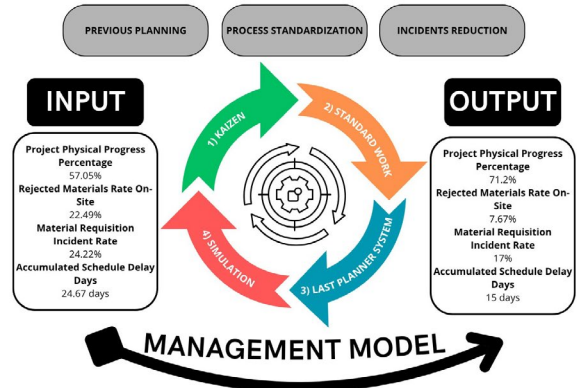 PREVIOUS PLANNING
PROCESS STANDARDIZATION
INCIDENTS REDUCTION
INPUT
Project Physical Progress
Percentage
57.05%
Rejected Materials Rate On-
Site
22.49%
Material Requisition
Incident Rate
24.22%
Accumulated Schedule Delay
Days
24.67 days
1) KAIZEN
2) STANDARD WORK
3) LAST PLANNER SYSTEM
4) SIMULATION
OUTPUT
Project Physical Progress
Percentage
71.2%
Rejected Materials Rate On-
Site
7.67%
Material Requisition
Incident Rate
17%
Accumulated Schedule Delay
Days
15 days
MANAGEMENT MODEL